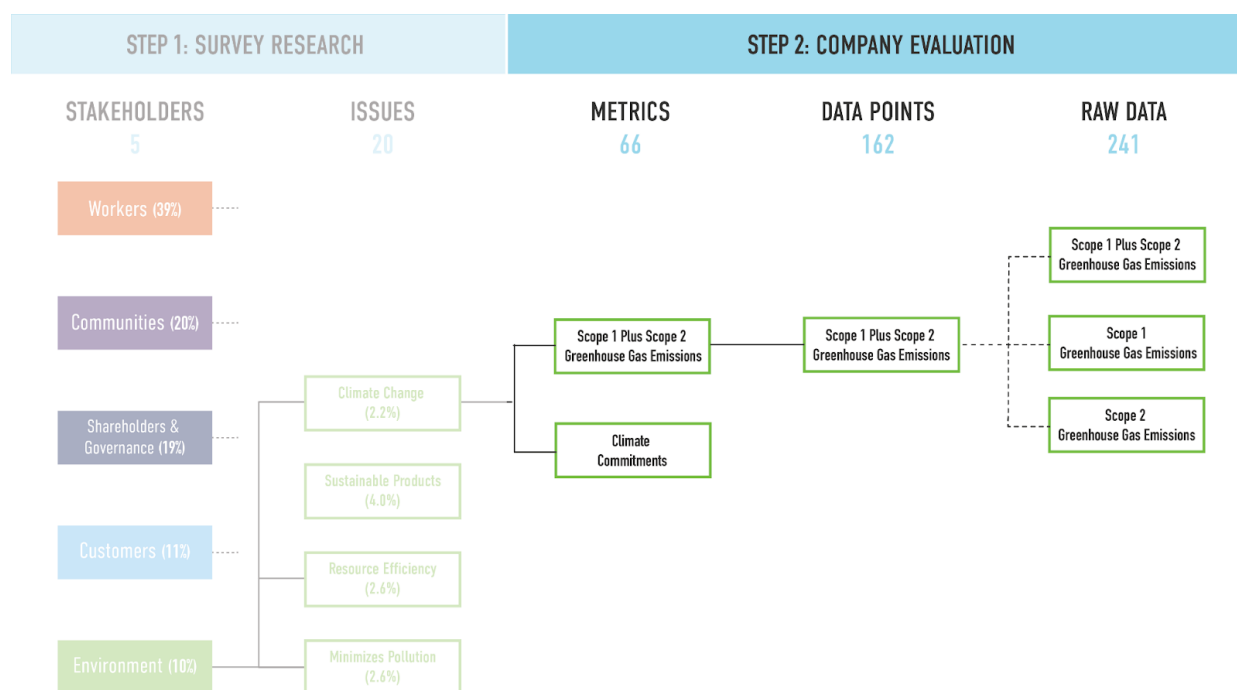 STEP 1: SURVEY RESEARCH
STEP 2: COMPANY EVALUATION
STAKEHOLDERS
5
ISSUES
20
METRICS
66
DATA POINTS
162
RAW DATA
241
Workers (39%)
Communities (20%)
Shareholders &
Governance (19%)
Customers (11%)
Environment (10%)
Climate Change
(2.2%)
Sustainable Products
(4.0%)
Resource Efficiency
(2.6%)
Minimizes Pollution
(2.6%)
Scope 1 Plus Scope 2
Greenhouse Gas Emissions
Climate
Commitments
Scope 1 Plus Scope 2
Greenhouse Gas Emissions
Scope 1 Plus Scope 2
Greenhouse Gas Emissions
Scope 1
Greenhouse Gas Emissions
Scope 2
Greenhouse Gas Emissions